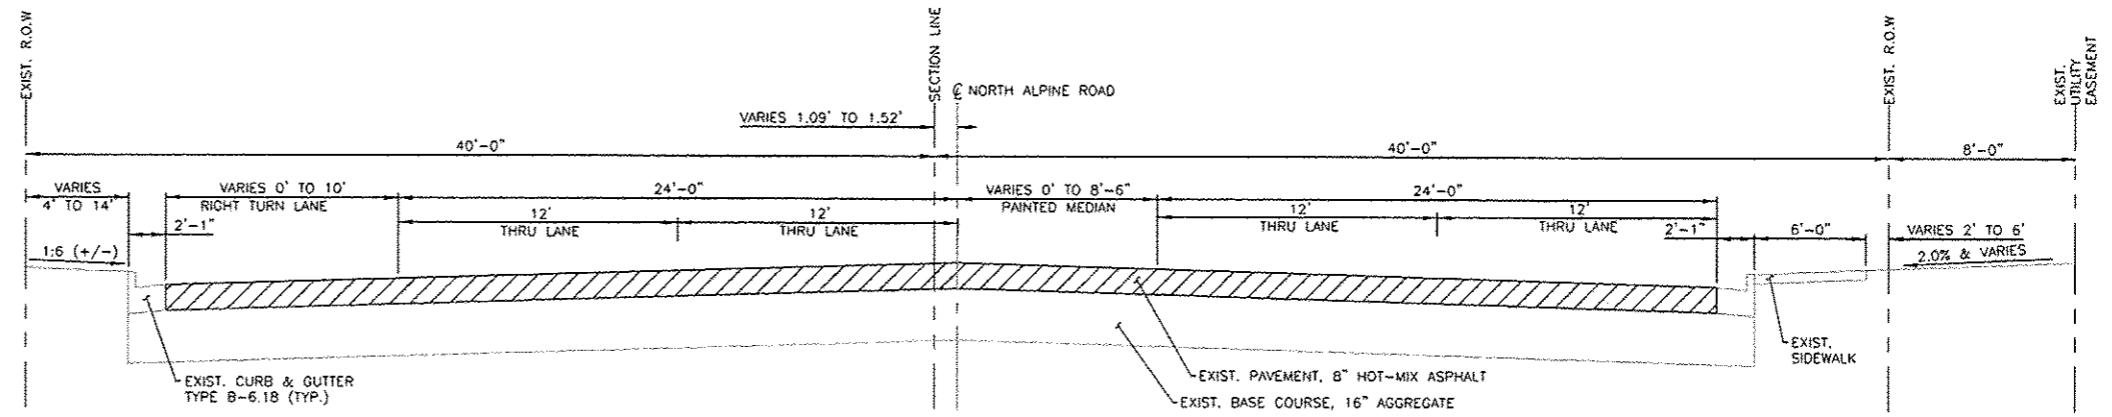 EXIST. R.O.W
SECTION LINE
℄ NORTH ALPINE ROAD
EXIST. R.O.W
EXIST.
UTILITY
EASEMENT
VARIES 1.09' TO 1.52'
40'-0"
40'-0"
8'-0"
VARIES
4' TO 14'
VARIES 0' TO 10'
RIGHT TURN LANE
24'-0"
VARIES 0' TO 8'-6"
PAINTED MEDIAN
24'-0"
12'
THRU LANE
12'
THRU LANE
12'
THRU LANE
12'
THRU LANE
2'-1"
2'-1"
6'-0"
VARIES 2' TO 6'
1:6 (+/-)
2.0% & VARIES
EXIST. CURB & GUTTER
TYPE B-6.18 (TYP.)
EXIST. PAVEMENT, 8" HOT-MIX ASPHALT
EXIST. BASE COURSE, 16" AGGREGATE
EXIST.
SIDEWALK